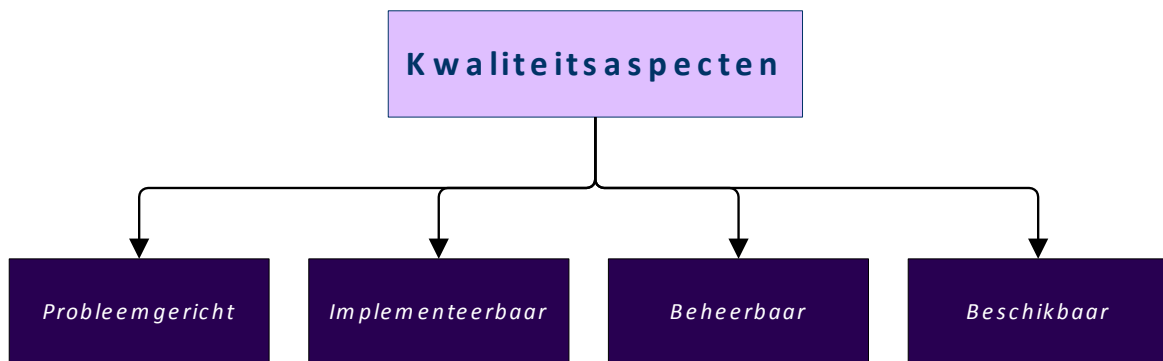 Kwaliteitsaspecten
Probleemgericht
Implementeerbaar
Beheerbaar
Beschikbaar